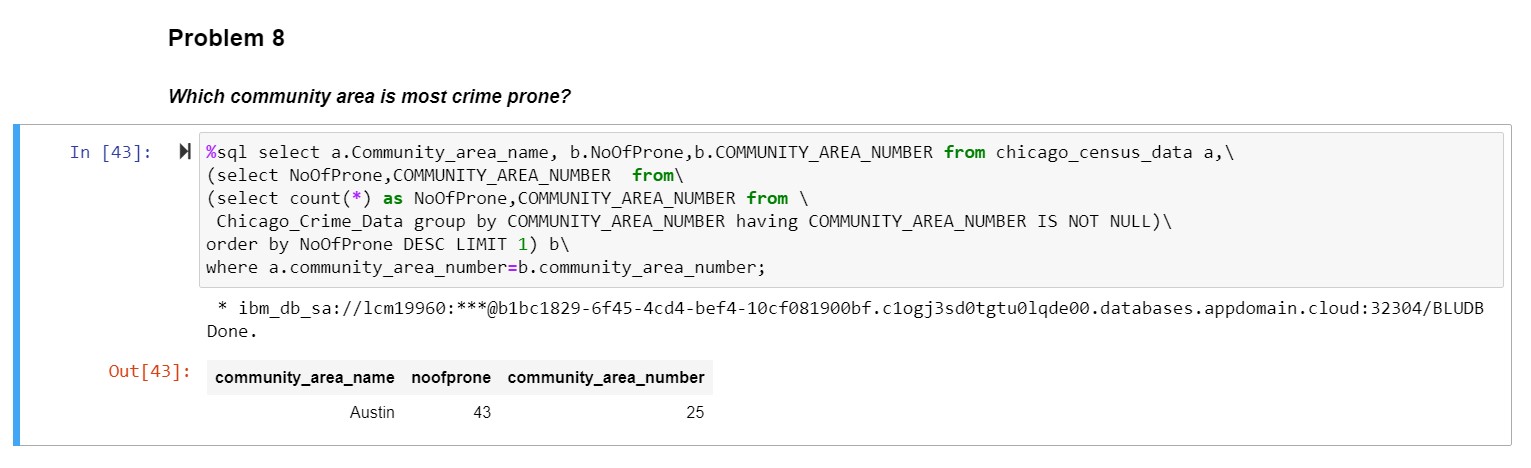 Problem 8
Which community area is most crime prone?
In [43]: %sql select a.Community_area_name, b.NoOfProne,b.COMMUNITY_AREA_NUMBER from chicago_census_data a,\
(select NoOfProne,COMMUNITY_AREA_NUMBER  from\
(select count(*) as NoOfProne,COMMUNITY_AREA_NUMBER from \
 Chicago_Crime_Data group by COMMUNITY_AREA_NUMBER having COMMUNITY_AREA_NUMBER IS NOT NULL)\
order by NoOfProne DESC LIMIT 1) b\
where a.community_area_number=b.community_area_number;
* ibm_db_sa://lcm19960:***@b1bc1829-6f45-4cd4-bef4-10cf081900bf.c1ogj3sd0tgtu0lqde00.databases.appdomain.cloud:32304/BLUDB
Done.
Out[43]: community_area_name noofprone community_area_number
Austin 43 25